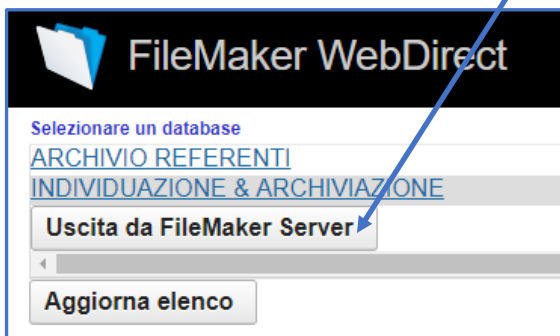 FileMaker WebDirect
Selezionare un database
ARCHIVIO REFERENTI
INDIVIDUAZIONE & ARCHIVIAZIONE
Uscita da FileMaker Server
Aggiorna elenco